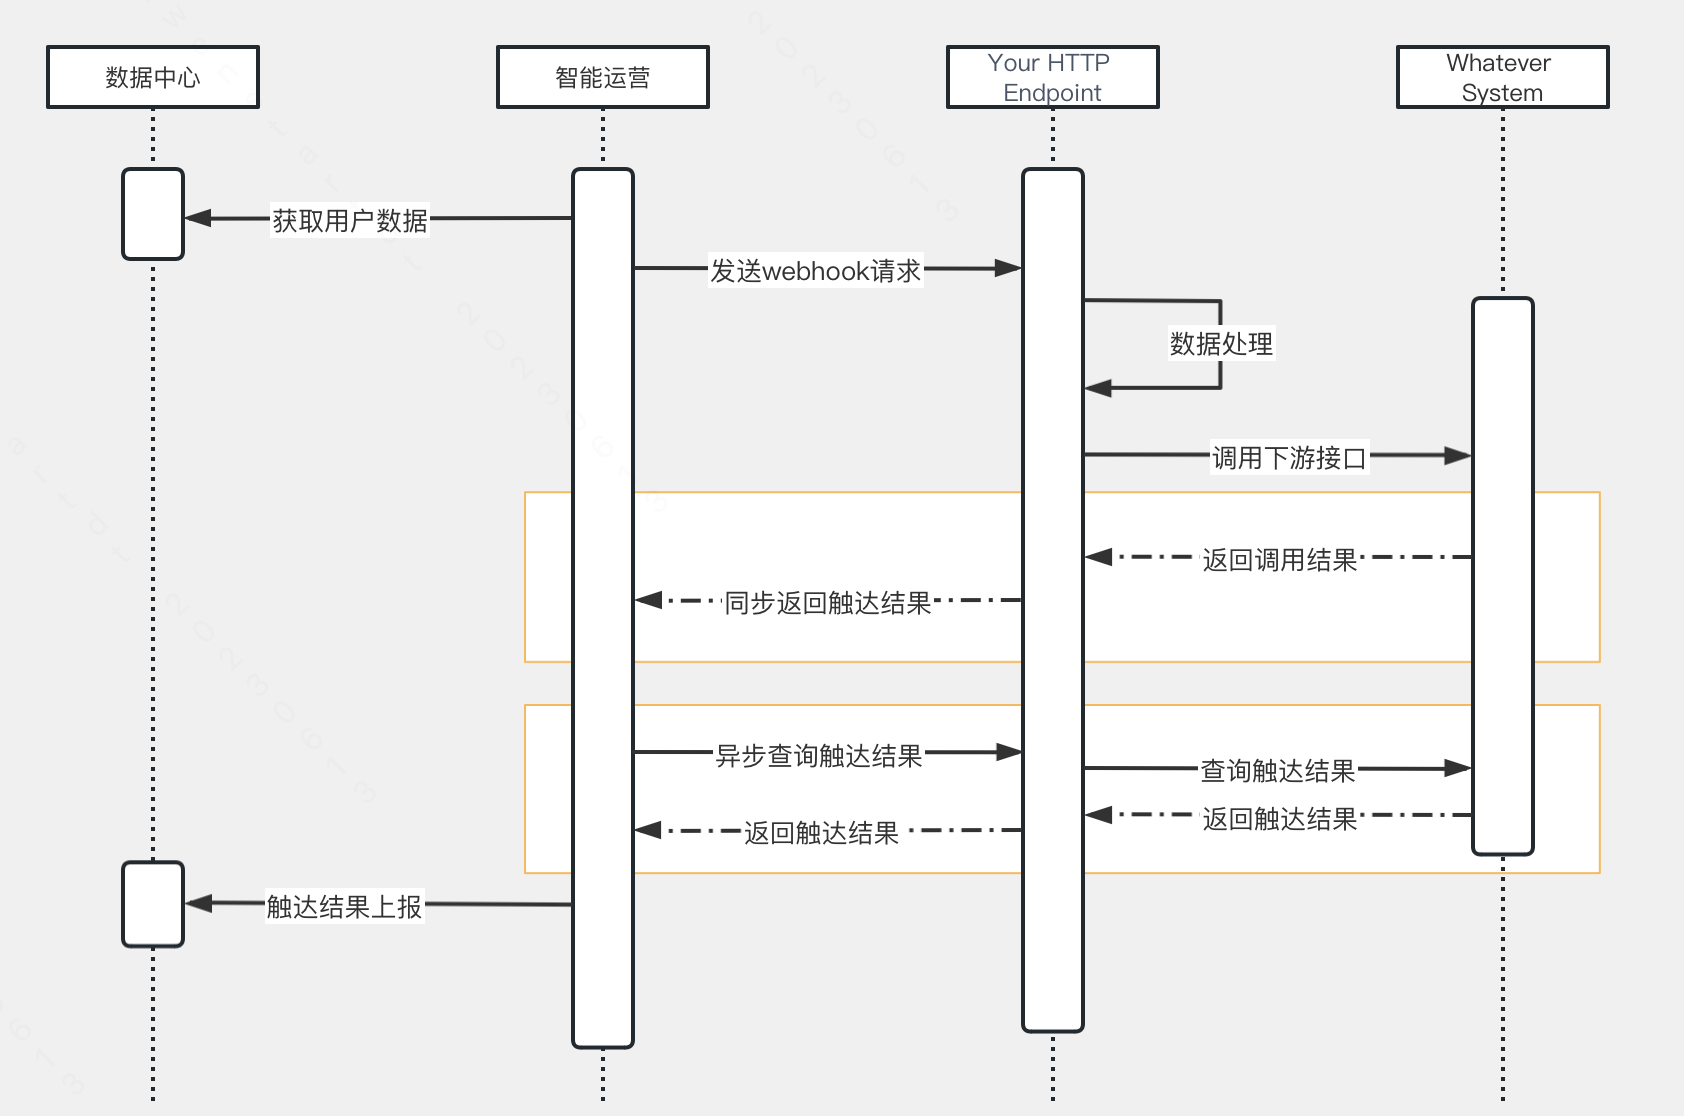 数据中心
智能运营
Your HTTP
Endpoint
Whatever
System
获取用户数据
发送webhook请求
数据处理
调用下游接口
返回调用结果
同步返回触达结果
异步查询触达结果
查询触达结果
返回触达结果
返回触达结果
触达结果上报